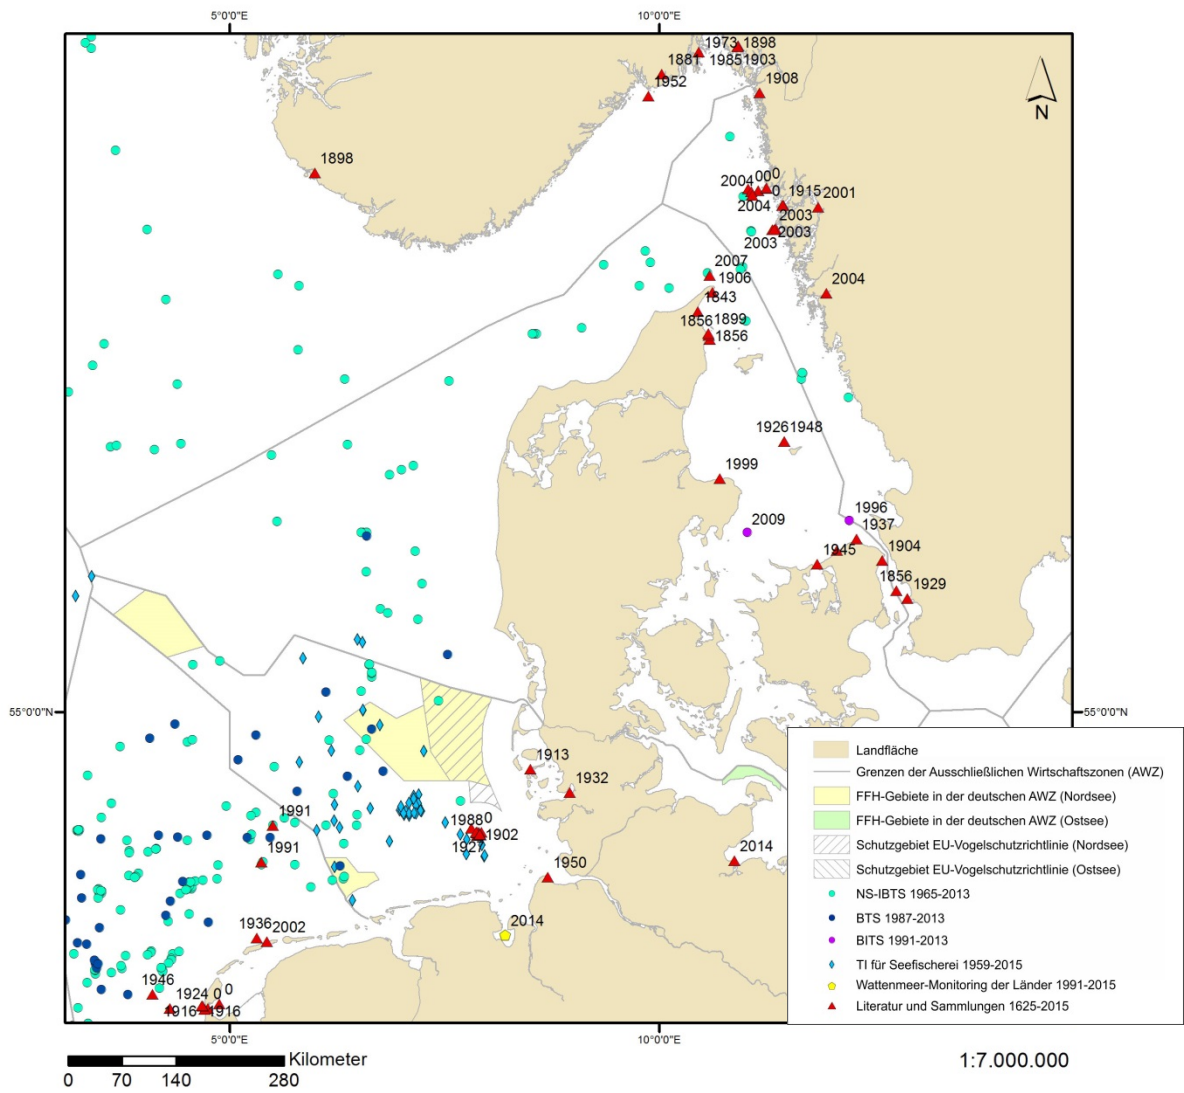 5°0'0"E
10°0'0"E
1973
1898
1881
1985
1903
1952
1908
N
1898
2004
0
0
0
0
1915
2001
2004
2003
2003
2003
2007
2004
1906
1843
1856
1899
1856
1926
1948
1999
1996
2009
1937
1945
1904
1856
1929
55°0'0"N
55°0'0"N
1913
1932
1991
1988
0
1902
1927
1991
2014
1950
2014
1936
2002
1946
1924
0
0
1916
1916
Landfläche
Grenzen der Ausschließlichen Wirtschaftszonen (AWZ)
FFH-Gebiete in der deutschen AWZ (Nordsee)
FFH-Gebiete in der deutschen AWZ (Ostsee)
Schutzgebiet EU-Vogelschutzrichtlinie (Nordsee)
Schutzgebiet EU-Vogelschutzrichtlinie (Ostsee)
NS-IBTS 1965-2013
BTS 1987-2013
BITS 1991-2013
TI für Seefischerei 1959-2015
Wattenmeer-Monitoring der Länder 1991-2015
Literatur und Sammlungen 1625-2015
5°0'0"E
10°0'0"E
Kilometer
0 70 140 280
1:7.000.000